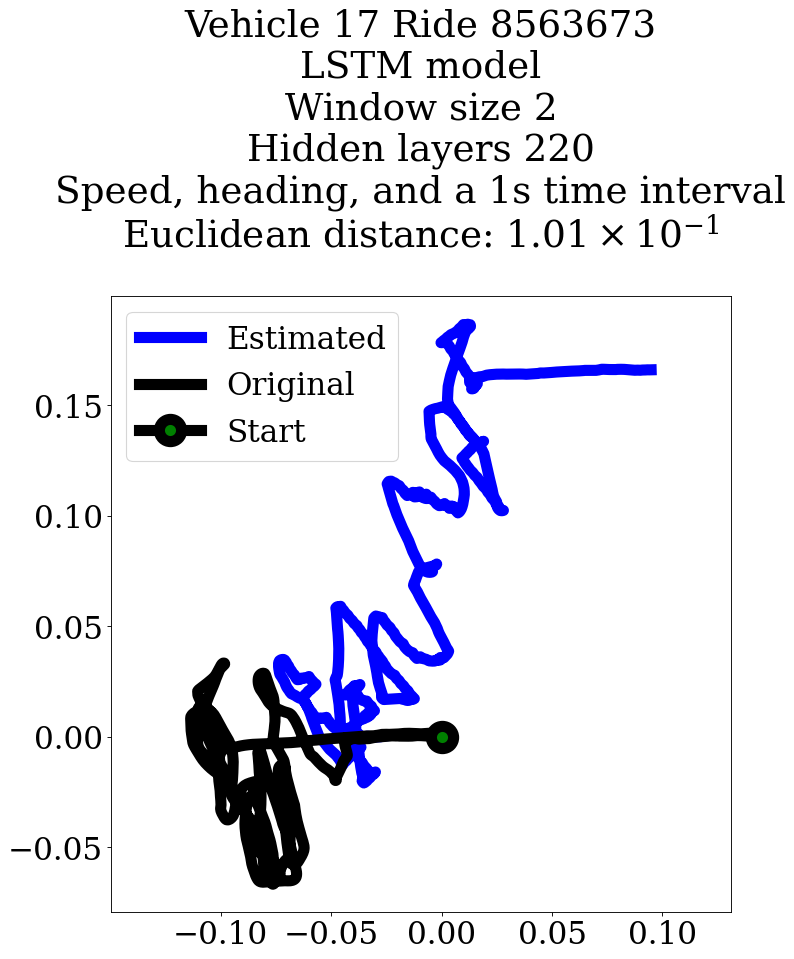 Vehicle 17 Ride 8563673
LSTM model
Window size 2
Hidden layers 220
Speed, heading, and a 1s time interval
Euclidean distance: 1.01 × 10⁻¹
Estimated
Original
Start
0.15
0.10
0.05
0.00
−0.05
−0.10 −0.05 0.00 0.05 0.10